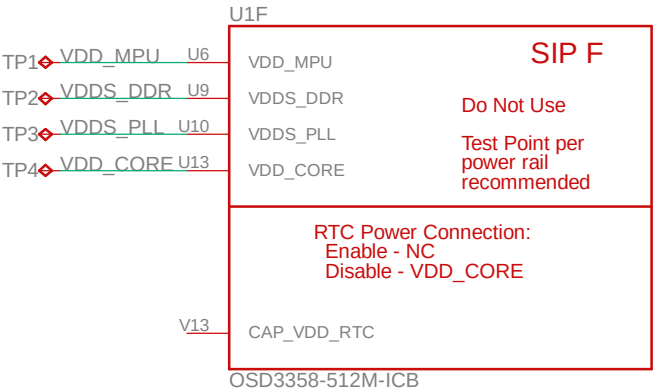 U1F
SIP F
TP1 VDD_MPU U6 VDD_MPU
TP2 VDDS_DDR U9 VDDS_DDR
Do Not Use
TP3 VDDS_PLL U10 VDDS_PLL
Test Point per
power rail
recommended
TP4 VDD_CORE U13 VDD_CORE
RTC Power Connection:
Enable - NC
Disable - VDD_CORE
V13 CAP_VDD_RTC
OSD3358-512M-ICB